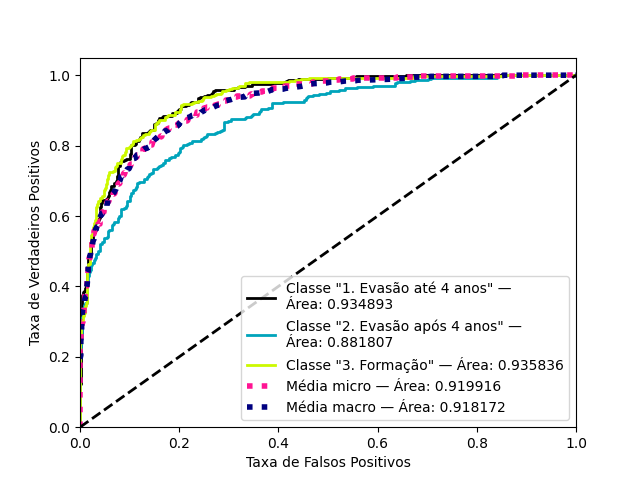 1.0
0.8
0.6
0.4
0.2
0.0
Taxa de Verdadeiros Positivos
Classe "1. Evasão até 4 anos" —
Área: 0.934893
Classe "2. Evasão após 4 anos" —
Área: 0.881807
Classe "3. Formação" — Área: 0.935836
Média micro — Área: 0.919916
Média macro — Área: 0.918172
0.0 0.2 0.4 0.6 0.8 1.0
Taxa de Falsos Positivos